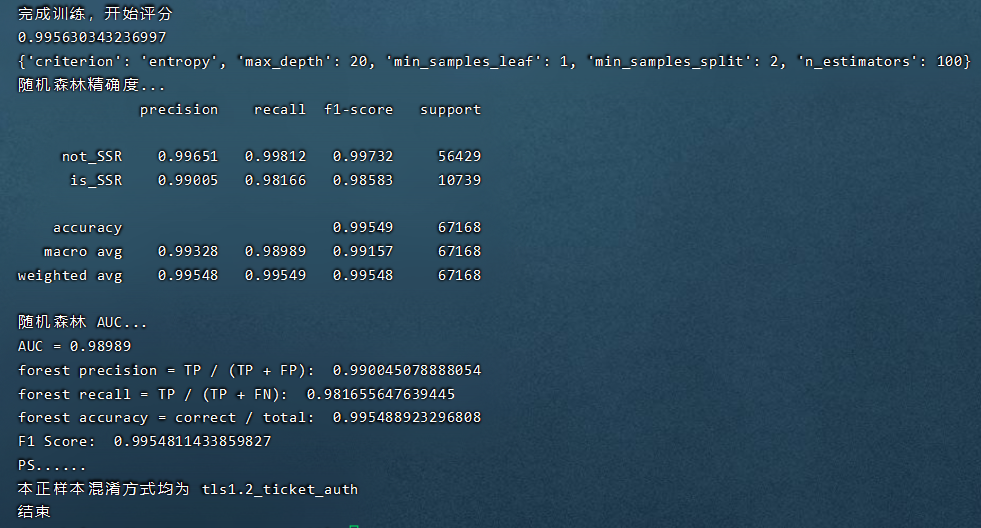 完成训练，开始评分
0.995630343236997
{'criterion': 'entropy', 'max_depth': 20, 'min_samples_leaf': 1, 'min_samples_split': 2, 'n_estimators': 100}
随机森林精确度...
precision recall f1-score support
not_SSR 0.99651 0.99812 0.99732 56429
is_SSR 0.99005 0.98166 0.98583 10739
accuracy 0.99549 67168
macro avg 0.99328 0.98989 0.99157 67168
weighted avg 0.99548 0.99549 0.99548 67168
随机森林 AUC...
AUC = 0.98989
forest precision = TP / (TP + FP):  0.990045078888054
forest recall = TP / (TP + FN):  0.981655647639445
forest accuracy = correct / total:  0.995488923296808
F1 Score:  0.9954811433859827
PS......
本正样本混淆方式均为 tls1.2_ticket_auth
结束